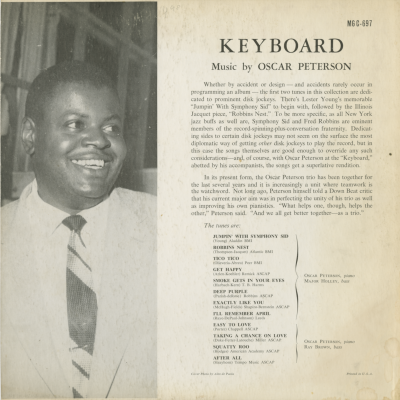 MG C-697
KEYBOARD
Music by OSCAR PETERSON
Whether by accident or design — and accidents rarely occur in
programming an album — the first two tunes in this collection are dedi-
cated to prominent disk jockeys. There's Lester Young's memorable
"Jumpin' With Symphony Sid" to begin with, followed by the Illinois
Jacquet piece, "Robbins Nest." To be more specific, as all New York
jazz buffs as well are, Symphony Sid and Fred Robbins are eminent
members of the record-spinning-plus-conversation fraternity. Dedicat-
ing sides to certain disk jockeys may not seem on the surface the most
diplomatic way of getting other disk jockeys to play the record, but in
this case the songs themselves are good enough to override any such
considerations—and, of course, with Oscar Peterson at the "Keyboard,"
abetted by his accompanists, the songs get a superlative rendition.
In its present form, the Oscar Peterson trio has been together for
the last several years and it is increasingly a unit where teamwork is
the watchword. Not long ago, Peterson himself told a Down Beat critic
that his current major aim was in perfecting the unity of his trio as well
as improving his own pianistics. "What helps one, though, helps the
other," Peterson said. "And we all get better together—as a trio."
The tunes are:
JUMPIN' WITH SYMPHONY SID
ROBBINS NEST
TICO TICO
GET HAPPY
SMOKE GETS IN YOUR EYES
DEEP PURPLE
EXACTLY LIKE YOU
I'LL REMEMBER APRIL
EASY TO LOVE
TAKING A CHANCE ON LOVE
SQUATTY ROO
AFTER ALL
OSCAR PETERSON, piano
MAJOR HOLLEY, bass
OSCAR PETERSON, piano
RAY BROWN, bass